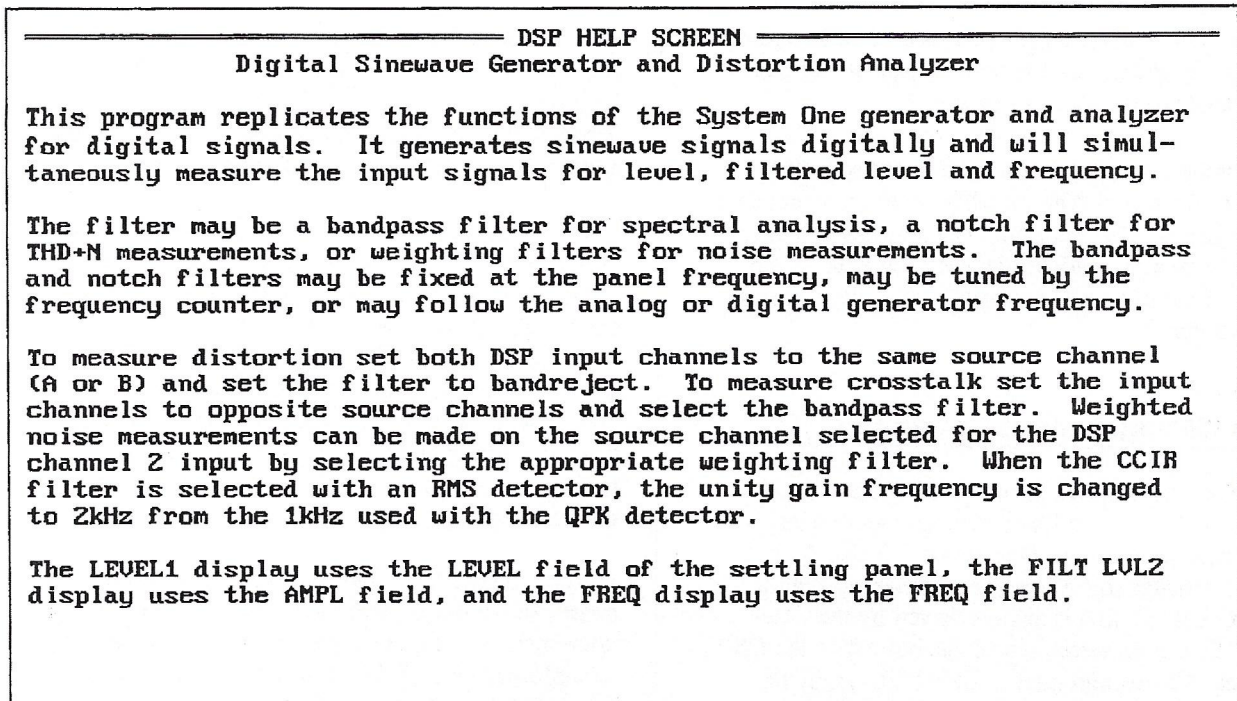 DSP HELP SCREEN
Digital Sinewave Generator and Distortion Analyzer
This program replicates the functions of the System One generator and analyzer
for digital signals. It generates sinewave signals digitally and will simul-
taneously measure the input signals for level, filtered level and frequency.
The filter may be a bandpass filter for spectral analysis, a notch filter for
THD+N measurements, or weighting filters for noise measurements. The bandpass
and notch filters may be fixed at the panel frequency, may be tuned by the
frequency counter, or may follow the analog or digital generator frequency.
To measure distortion set both DSP input channels to the same source channel
(A or B) and set the filter to bandreject. To measure crosstalk set the input
channels to opposite source channels and select the bandpass filter. Weighted
noise measurements can be made on the source channel selected for the DSP
channel 2 input by selecting the appropriate weighting filter. When the CCIR
filter is selected with an RMS detector, the unity gain frequency is changed
to 2kHz from the 1kHz used with the QPK detector.
The LEVEL1 display uses the LEVEL field of the settling panel, the FILT LVL2
display uses the AMPL field, and the FREQ display uses the FREQ field.